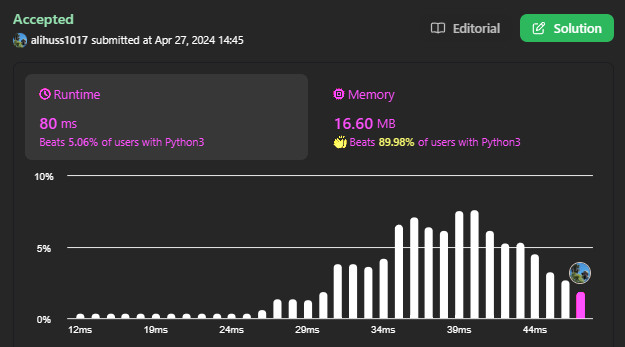 Accepted
alihuss1017 submitted at Apr 27, 2024 14:45
Editorial
Solution
Runtime
80 ms
Beats 5.06% of users with Python3
Memory
16.60 MB
Beats 89.98% of users with Python3
10%
5%
0%
12ms 19ms 24ms 29ms 34ms 39ms 44ms